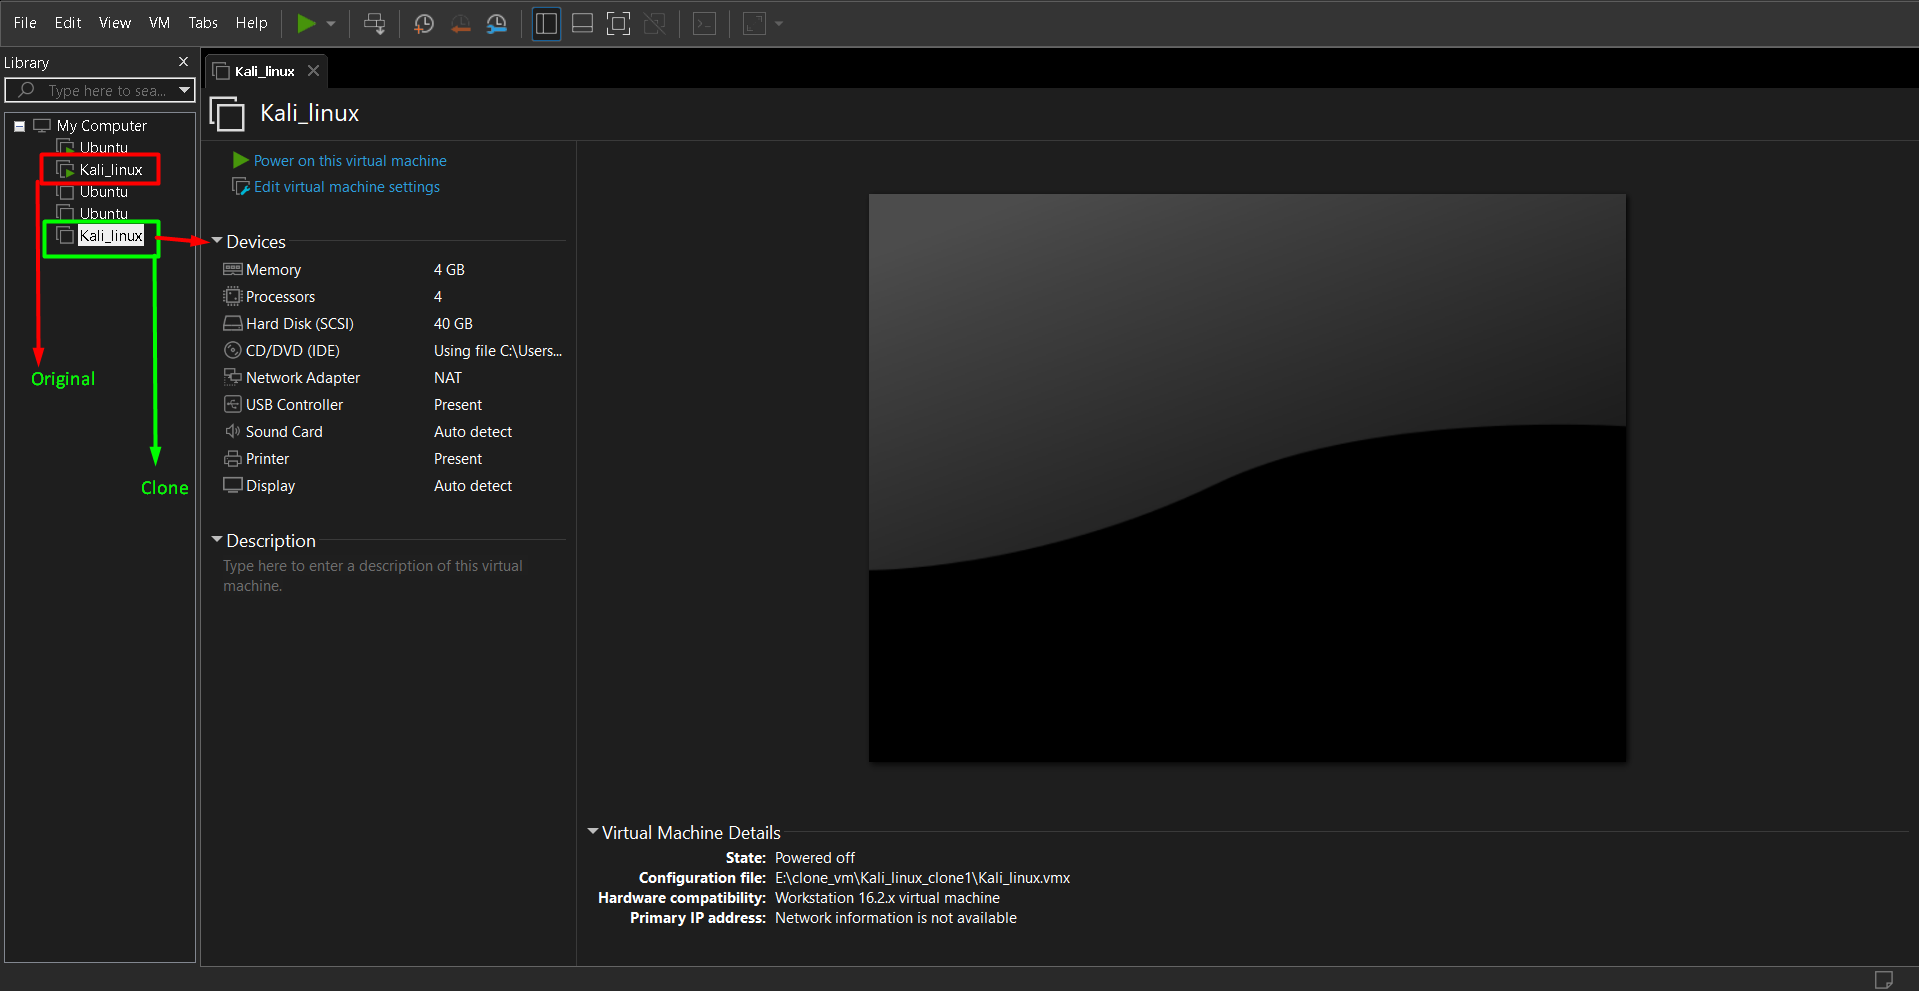 File Edit View VM Tabs Help
Library X
Type here to sea...
Kali_linux
Kali_linux
My Computer
Ubuntu
Kali_linux
Ubuntu
Ubuntu
Kali_linux
Original
Clone
Power on this virtual machine
Edit virtual machine settings
Devices
Memory 4 GB
Processors 4
Hard Disk (SCSI) 40 GB
CD/DVD (IDE) Using file C:\Users...
Network Adapter NAT
USB Controller Present
Sound Card Auto detect
Printer Present
Display Auto detect
Description
Type here to enter a description of this virtual
machine.
Virtual Machine Details
State: Powered off
Configuration file: E:\clone_vm\Kali_linux_clone1\Kali_linux.vmx
Hardware compatibility: Workstation 16.2.x virtual machine
Primary IP address: Network information is not available